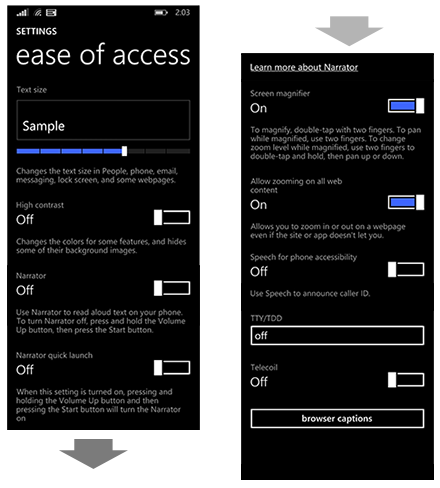 2:03
SETTINGS
ease of access
Text size
Sample
Changes the text size in People, phone, email,
messaging, lock screen, and some webpages.
High contrast
Off
Changes the colors for some features, and hides
some of their background images.
Narrator
Off
Use Narrator to read aloud text on your phone.
To turn Narrator off, press and hold the Volume
Up button, then press the Start button.
Narrator quick launch
Off
When this setting is turned on, pressing and
holding the Volume Up button and then
pressing the Start button will turn the Narrator
on
Learn more about Narrator
Screen magnifier
On
To magnify, double-tap with two fingers. To pan
while magnified, use two fingers. To change
zoom level while magnified, use two fingers to
double-tap and hold, then pan up or down.
Allow zooming on all web
content
On
Allows you to zoom in or out on a webpage
even if the site or app doesn't let you.
Speech for phone accessibility
Off
Use Speech to announce caller ID.
TTY/TDD
off
Telecoil
Off
browser captions